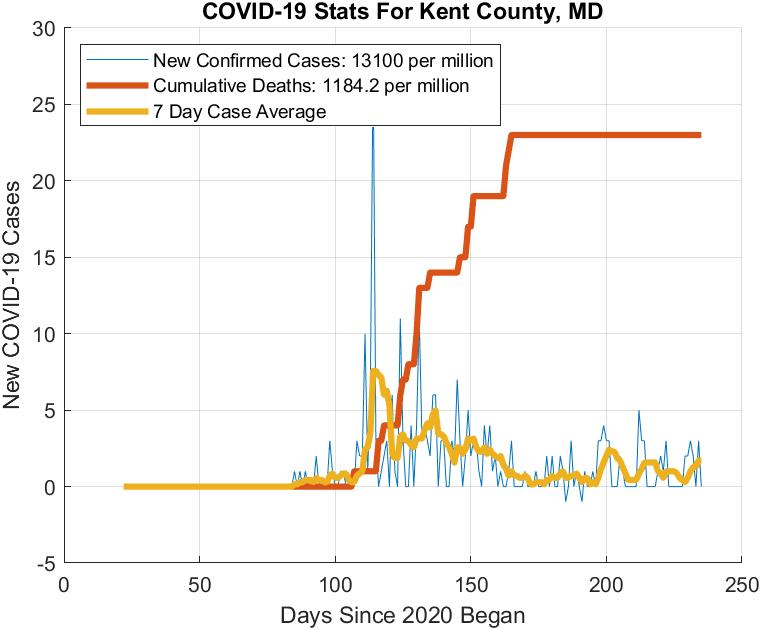 COVID-19 Stats For Kent County, MD
New Confirmed Cases: 13100 per million
Cumulative Deaths: 1184.2 per million
7 Day Case Average
New COVID-19 Cases
30
25
20
15
10
5
0
-5
0 50 100 150 200 250
Days Since 2020 Began